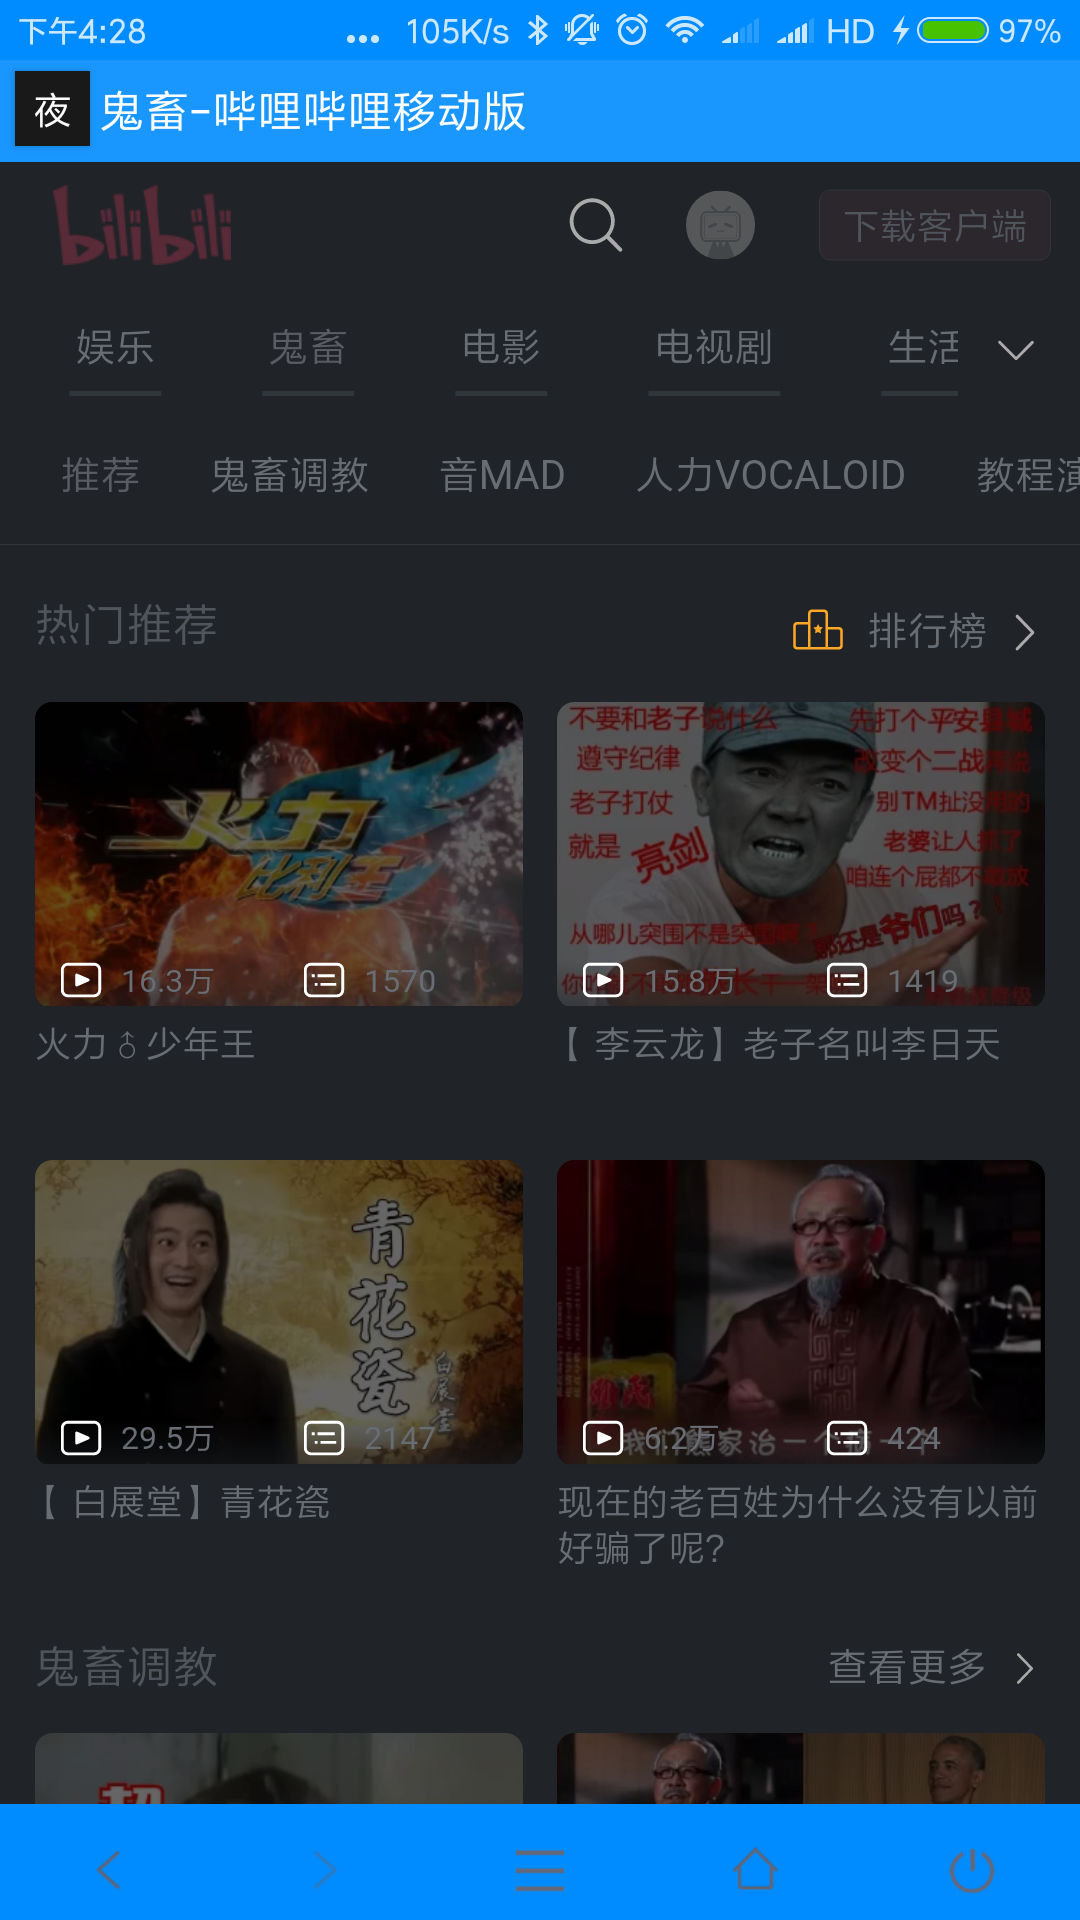 下午4:28 ... 105K/s HD 97%
夜 鬼畜-哔哩哔哩移动版
bilibili 下载客户端
娱乐 鬼畜 电影 电视剧 生活
推荐 鬼畜调教 音MAD 人力VOCALOID 教程演
热门推荐 排行榜
火力
比利王
16.3万 1570
火力♂少年王
不要和老子说什么
遵守纪律
老子打仗
就是 亮剑
先打个平安县城
改变个二战
别TM扯没用的
老婆让人抓了
咱连个屁都不敢放
从哪儿突围不是突围啊
还是爷们吗?!
15.8万 1419
【李云龙】老子名叫李日天
青花瓷
白展堂
29.5万 2147
【白展堂】青花瓷
6.2万 424
现在的老百姓为什么没有以前
好骗了呢?
鬼畜调教 查看更多